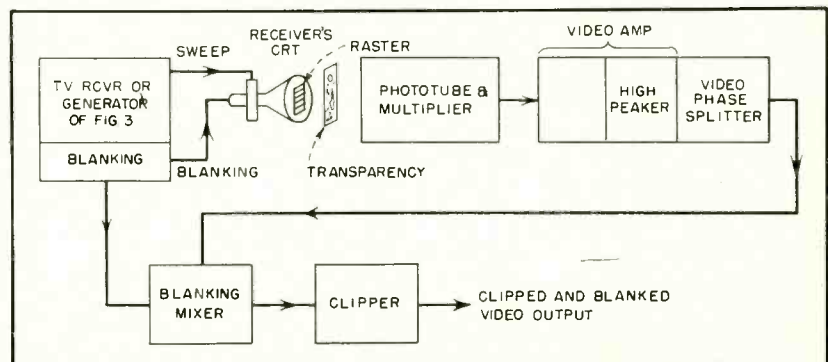 SWEEP
RECEIVER'S
CRT
RASTER
VIDEO AMP
TV RCVR OR
GENERATOR
OF FIG 3
BLANKING
BLANKING
TRANSPARENCY
PHOTOTUBE &
MULTIPLIER
HIGH
PEAKER
VIDEO
PHASE
SPLITTER
BLANKING
MIXER
CLIPPER
CLIPPED AND BLANKED
VIDEO OUTPUT